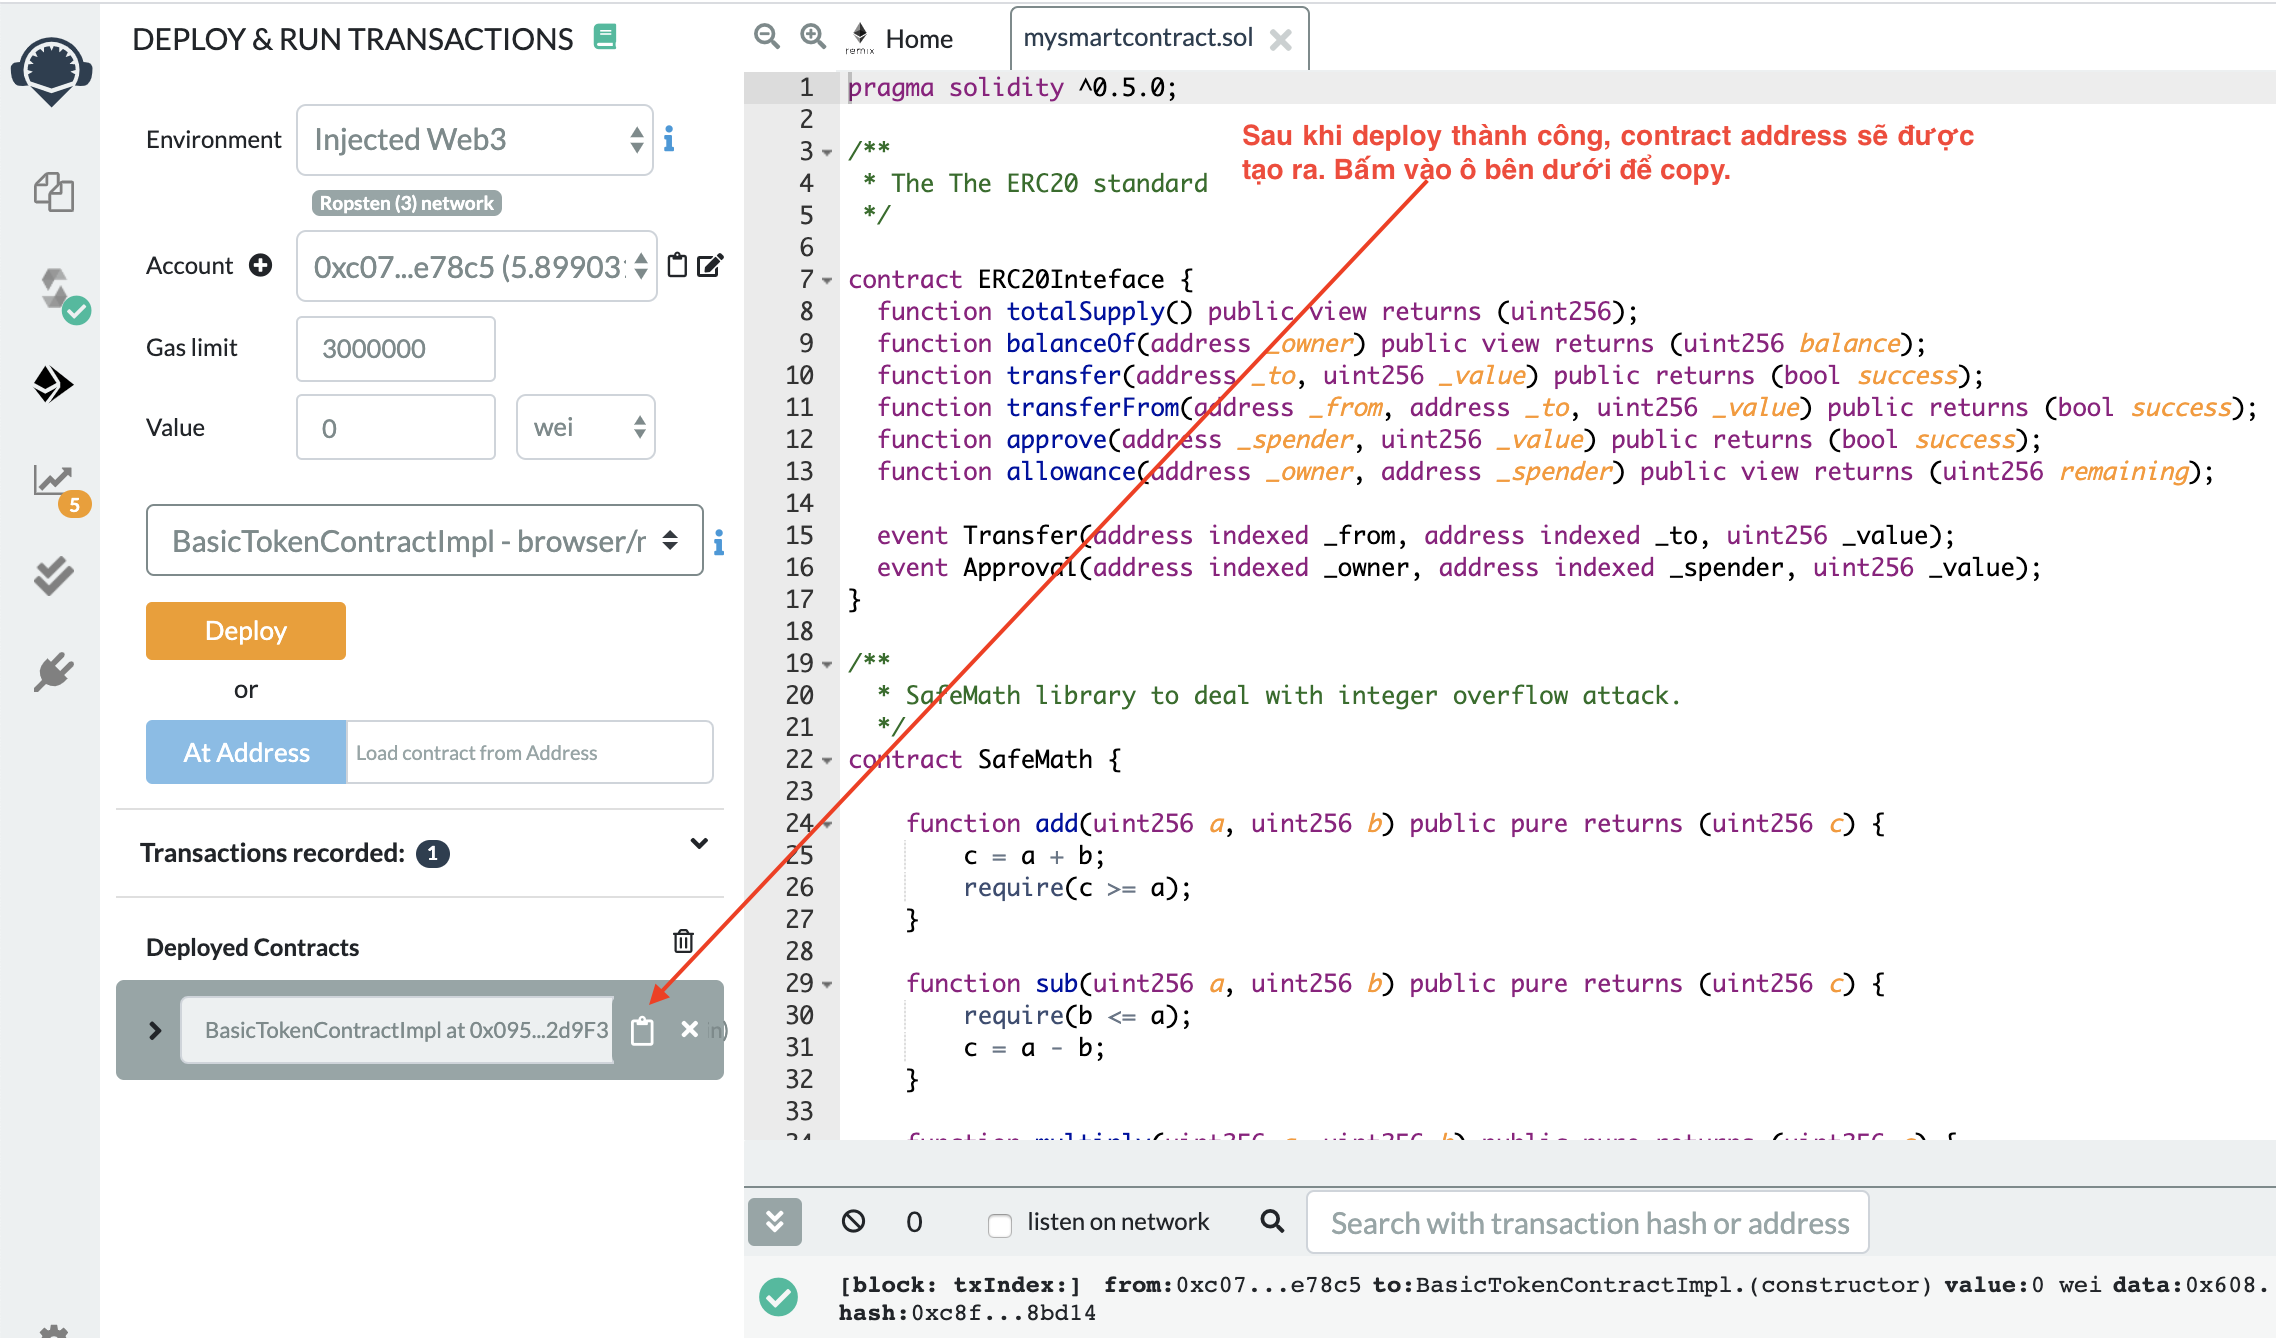 DEPLOY & RUN TRANSACTIONS
Environment
Injected Web3
Ropsten (3) network
Account
0xc07...e78c5 (5.89903
Gas limit
3000000
Value
0
wei
BasicTokenContractImpl - browser/r
Deploy
or
At Address
Load contract from Address
Transactions recorded: 1
Deployed Contracts
BasicTokenContractImpl at 0x095...2d9F3
5
remix
Home
mysmartcontract.sol
Sau khi deploy thành công, contract address sẽ được
tạo ra. Bấm vào ô bên dưới để copy.
1 pragma solidity ^0.5.0;
2
3 /**
4 * The The ERC20 standard
5 */
6
7 contract ERC20Inteface {
8 function totalSupply() public view returns (uint256);
9 function balanceOf(address _owner) public view returns (uint256 balance);
10 function transfer(address _to, uint256 _value) public returns (bool success);
11 function transferFrom(address _from, address _to, uint256 _value) public returns (bool success);
12 function approve(address _spender, uint256 _value) public returns (bool success);
13 function allowance(address _owner, address _spender) public view returns (uint256 remaining);
14
15 event Transfer(address indexed _from, address indexed _to, uint256 _value);
16 event Approval(address indexed _owner, address indexed _spender, uint256 _value);
17 }
18
19 /**
20 * SafeMath library to deal with integer overflow attack.
21 */
22 contract SafeMath {
23
24 function add(uint256 a, uint256 b) public pure returns (uint256 c) {
25 c = a + b;
26 require(c >= a);
27 }
28
29 function sub(uint256 a, uint256 b) public pure returns (uint256 c) {
30 require(b <= a);
31 c = a - b;
32 }
33
0
listen on network
Search with transaction hash or address
[block: txIndex:] from:0xc07...e78c5 to:BasicTokenContractImpl.(constructor) value:0 wei data:0x608.
hash:0xc8f...8bd14